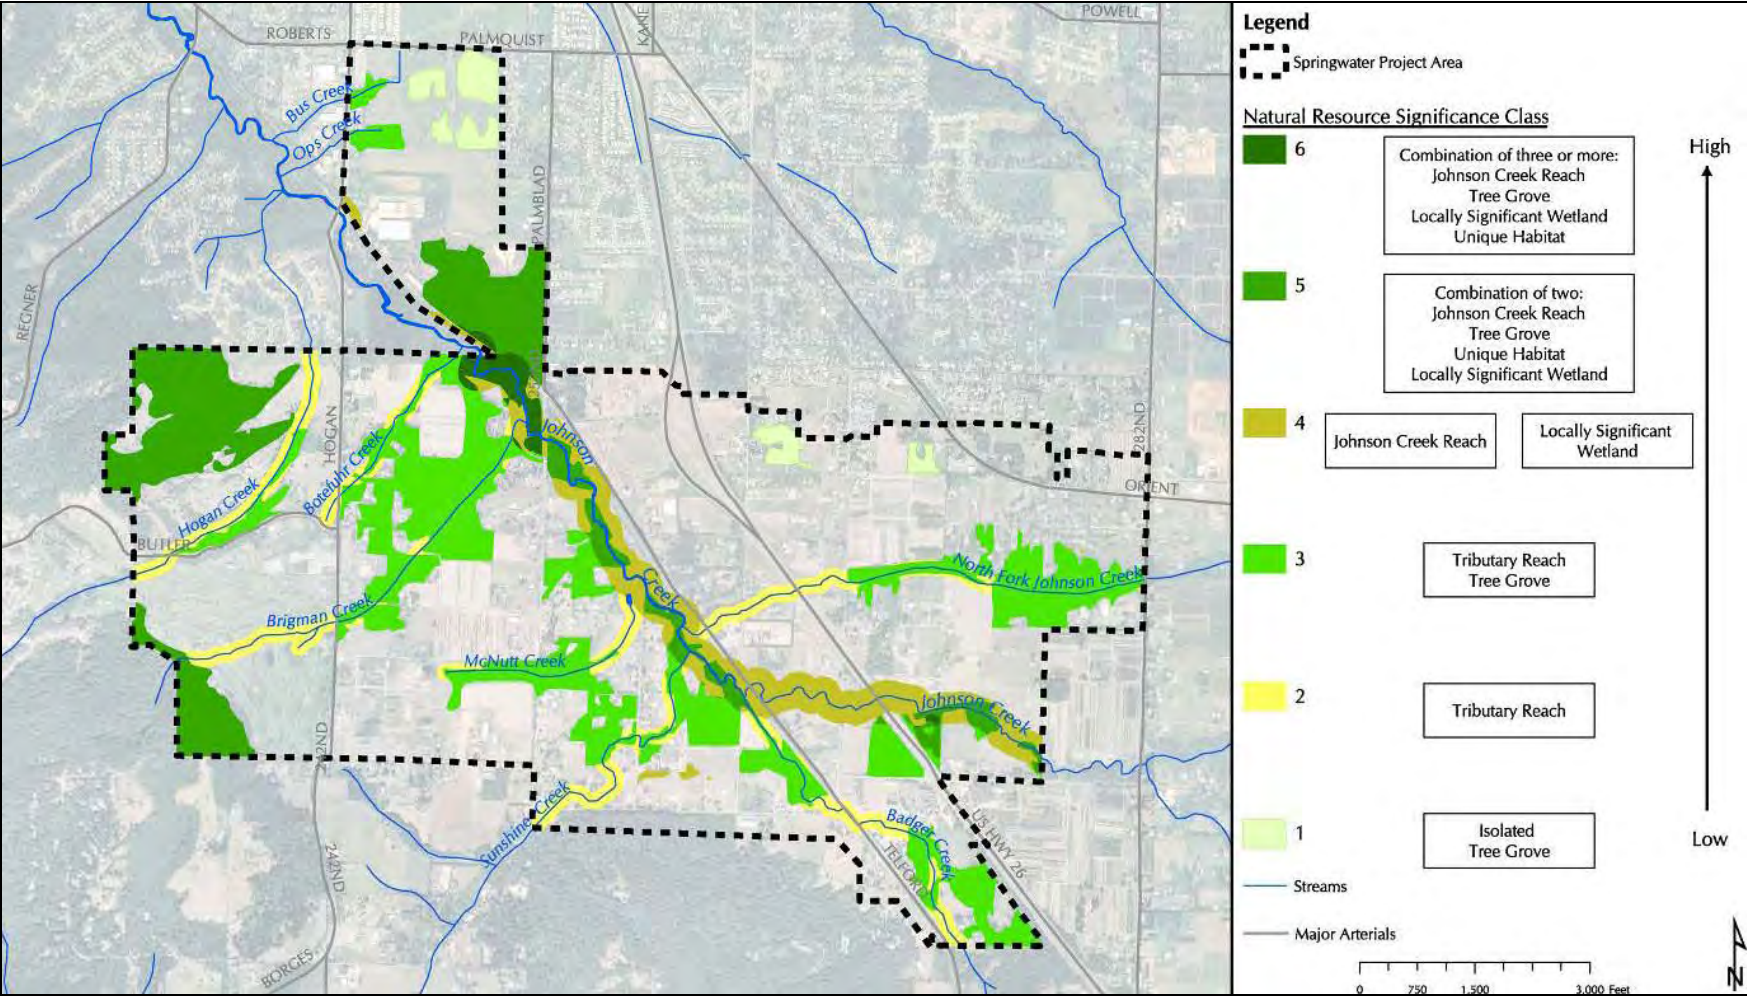 ROBERTS
PALMQUIST
KANE
POWELL
Bus Creek
Ops Creek
PALMBLAD
REGNER
HOGAN
Johnson
Creek
282ND
ORIENT
Hogan Creek
Botefuhr Creek
BUTLER
North Fork Johnson Creek
Brigman Creek
McNutt Creek
Johnson Creek
Sunshine Creek
Badger Creek
US HWY 26
TELFORD
242ND
BORGES
Legend
Springwater Project Area
Natural Resource Significance Class
High
6
Combination of three or more:
Johnson Creek Reach
Tree Grove
Locally Significant Wetland
Unique Habitat
5
Combination of two:
Johnson Creek Reach
Tree Grove
Unique Habitat
Locally Significant Wetland
4
Johnson Creek Reach
Locally Significant
Wetland
3
Tributary Reach
Tree Grove
2
Tributary Reach
1
Isolated
Tree Grove
Low
Streams
Major Arterials
N
0 750 1,500 3,000 Feet